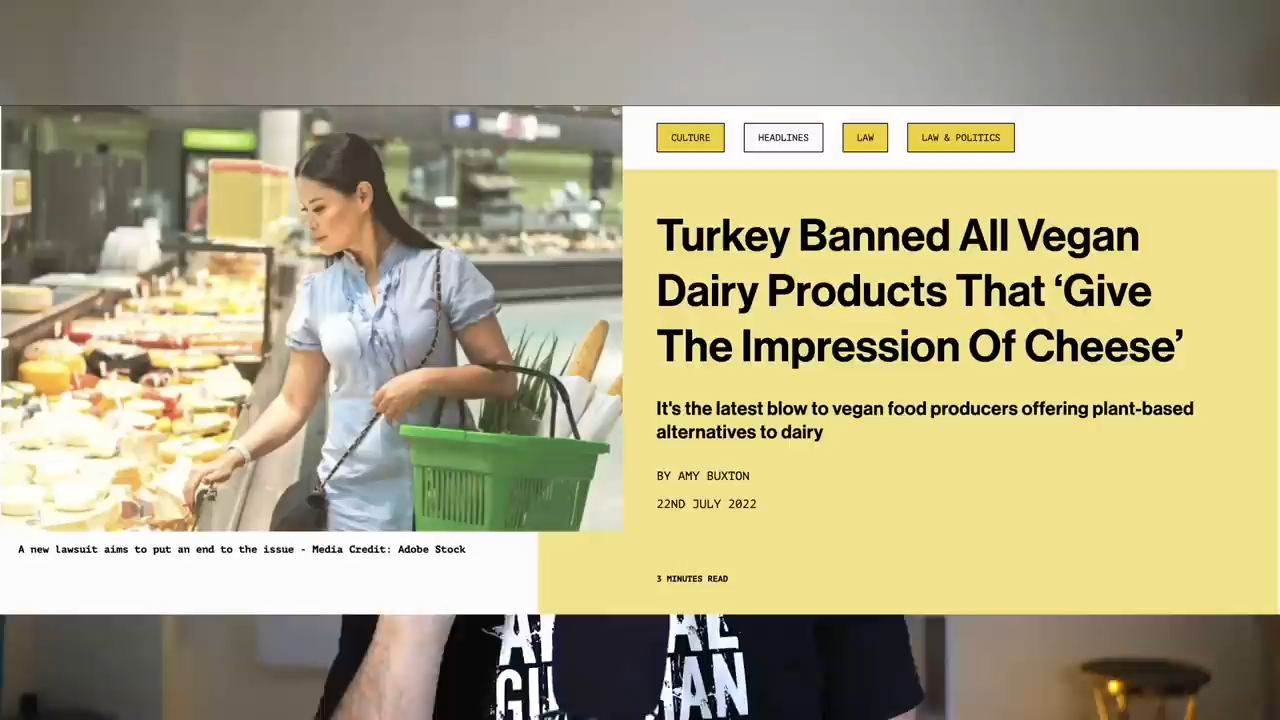 CULTURE
HEADLINES
LAW
LAW & POLITICS
Turkey Banned All Vegan
Dairy Products That ‘Give
The Impression Of Cheese’
It's the latest blow to vegan food producers offering plant-based
alternatives to dairy
BY AMY BUXTON
22ND JULY 2022
3 MINUTES READ
A new lawsuit aims to put an end to the issue - Media Credit: Adobe Stock